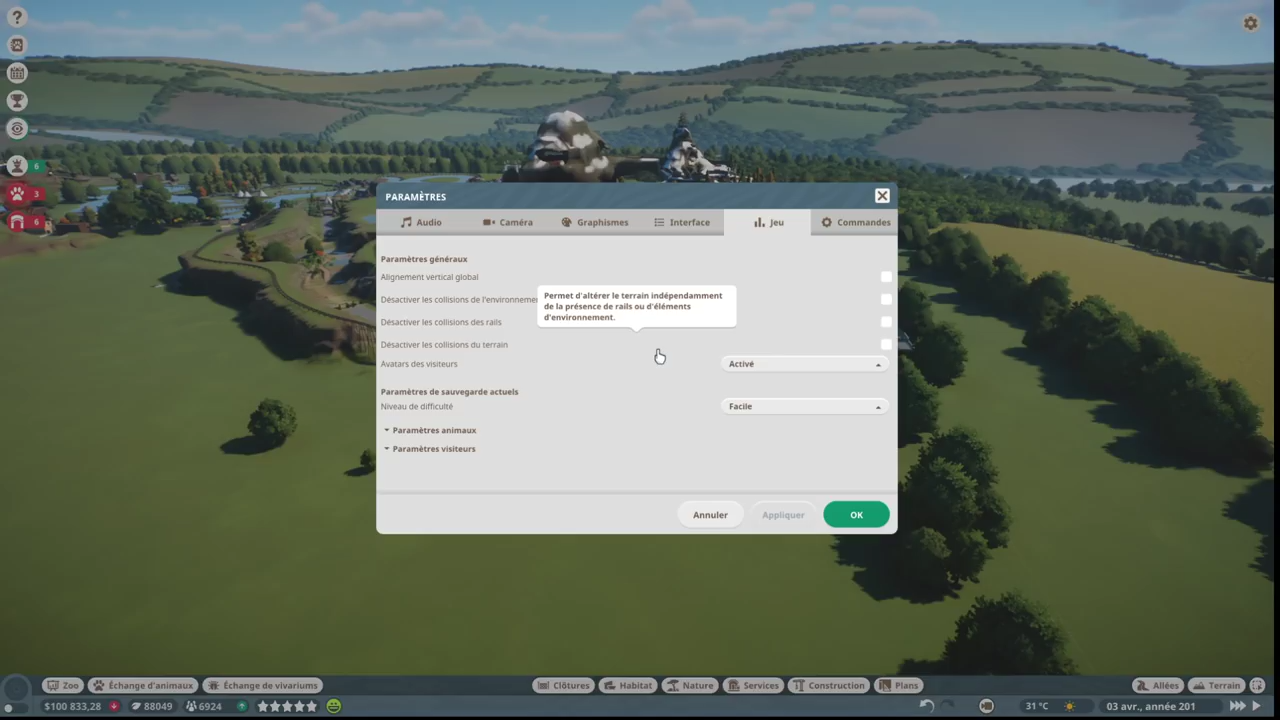 ?
6
3
6
PARAMÈTRES
Audio
Caméra
Graphismes
Interface
Jeu
Commandes
Paramètres généraux
Alignement vertical global
Désactiver les collisions de l'environneme
Permet d'altérer le terrain indépendamment
de la présence de rails ou d'éléments
d'environnement.
Désactiver les collisions des rails
Désactiver les collisions du terrain
Avatars des visiteurs
Activé
Paramètres de sauvegarde actuels
Niveau de difficulté
Facile
Paramètres animaux
Paramètres visiteurs
Annuler
Appliquer
OK
Zoo
Échange d'animaux
Échange de vivariums
Clôtures
Habitat
Nature
Services
Construction
Plans
Allées
Terrain
$100 833,28
88049
6924
31 °C
03 avr., année 201